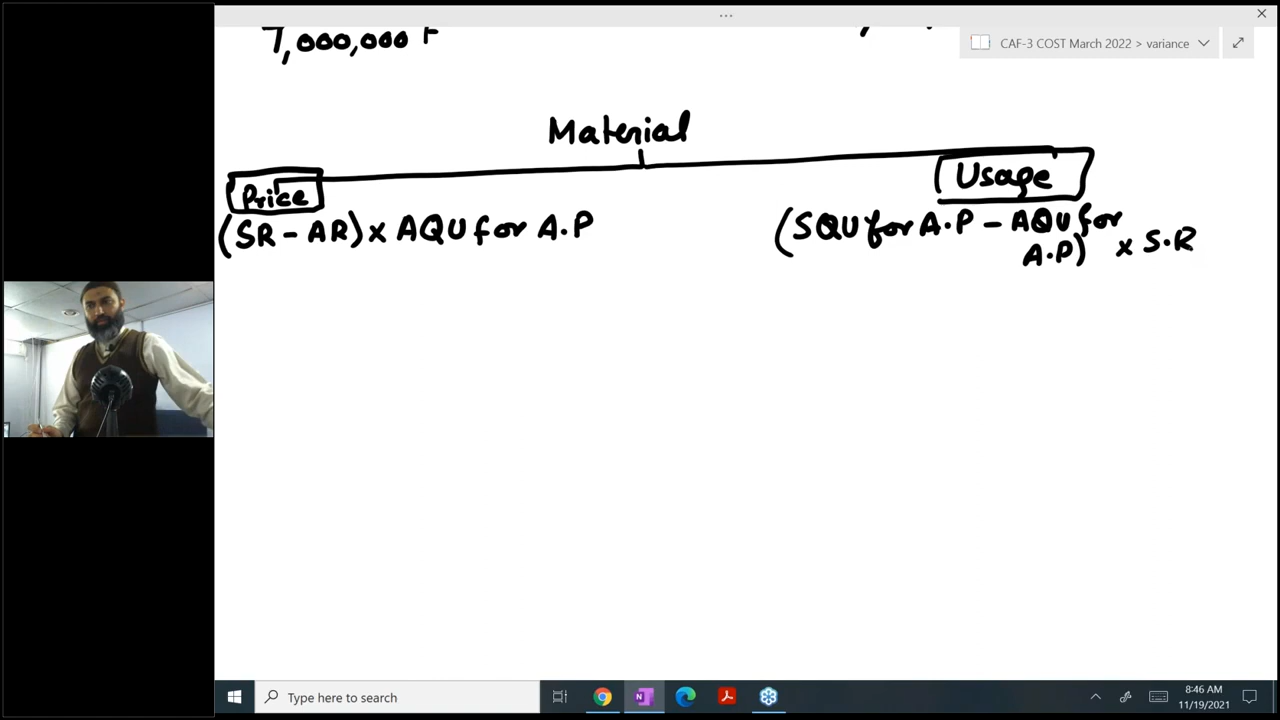 7,000,000 F
CAF-3 COST March 2022 > variance
Material
Price
Usage
(SR - AR) x AQU for A.P
(SQU for A.P - AQU for
A.P) x S.R
Type here to search
8:46 AM
11/19/2021